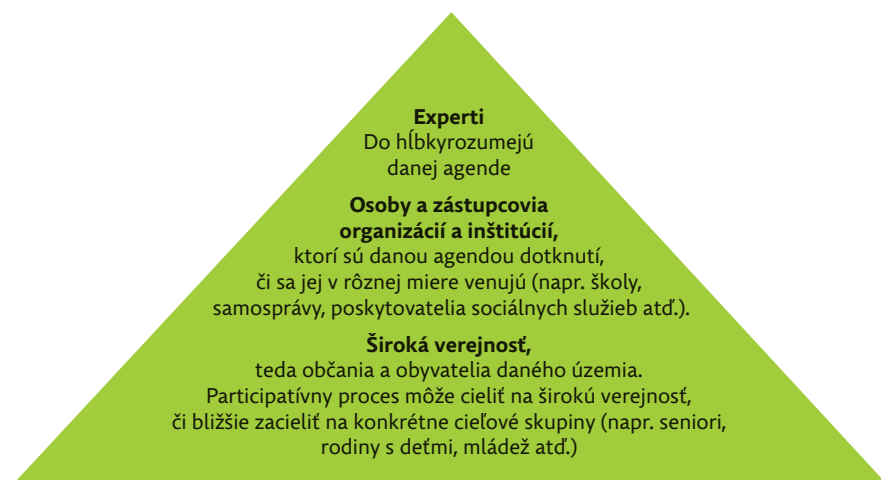 Experti
Do hĺbkyrozumejú
danej agende
Osoby a zástupcovia
organizácií a inštitúcií,
ktorí sú danou agendou dotknutí,
či sa jej v rôznej miere venujú (napr. školy,
samosprávy, poskytovatelia sociálnych služieb atď.).
Široká verejnosť,
teda občania a obyvatelia daného územia.
Participatívny proces môže cieliť na širokú verejnosť,
či bližšie zacieliť na konkrétne cieľové skupiny (napr. seniori,
rodiny s deťmi, mládež atď.)